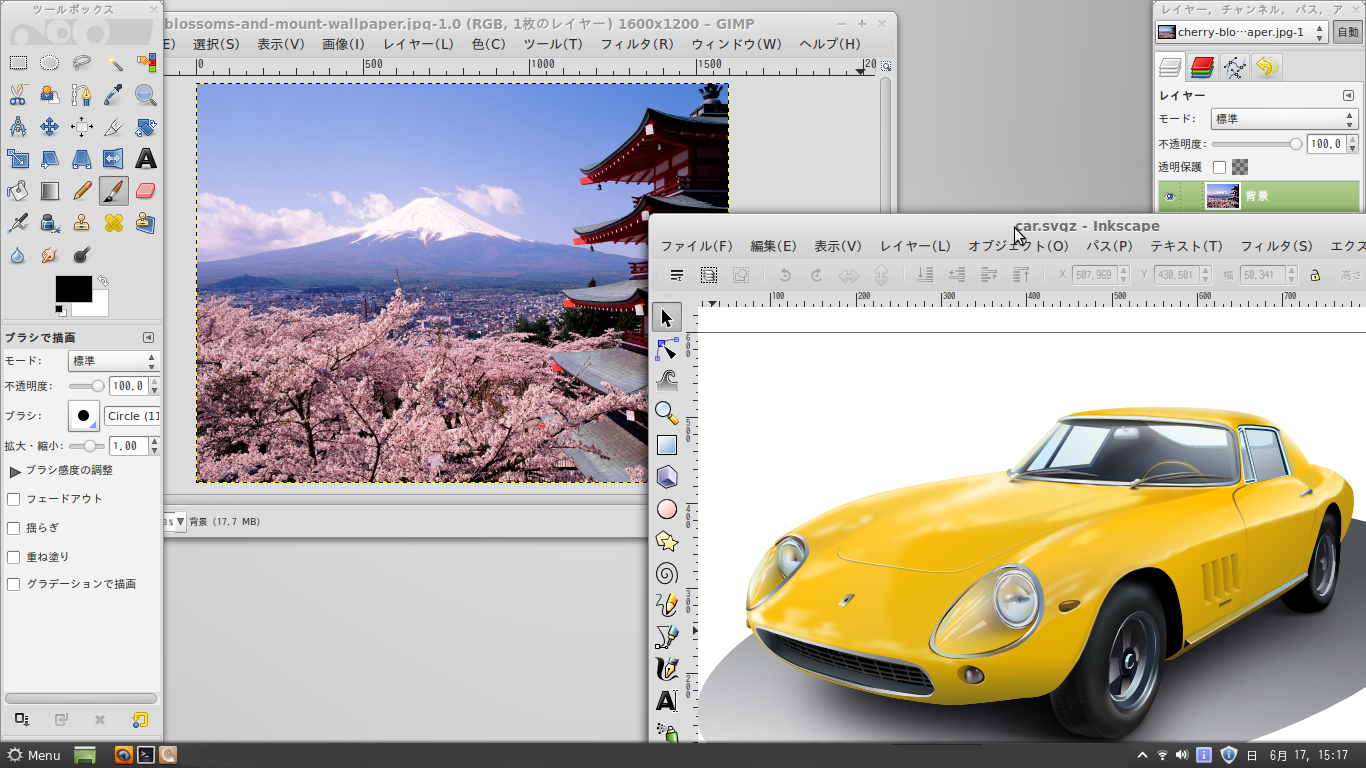 ツールボックス
ブラシで描画
モード:
標準
不透明度:
100.0
ブラシ:
Circle (11
拡大・縮小:
1.00
ブラシ感度の調整
フェードアウト
揺らぎ
重ね塗り
グラデーションで描画
blossoms-and-mount-wallpaper.jpg-1.0 (RGB, 1枚のレイヤー) 1600x1200 – GIMP
E) 選択(S) 表示(V) 画像(I) レイヤー(L) 色(C) ツール(T) フィルタ(R) ウィンドウ(W) ヘルプ(H)
0 500 1000 1500 20
背景 (17.7 MB)
レイヤー, チャンネル, パス, ア
cherry-blo…aper.jpg-1
自動
レイヤー
モード:
標準
不透明度:
100.0
透明保護
背景
car.svgz - Inkscape
ファイル(F) 編集(E) 表示(V) レイヤー(L) オブジェクト(O) パス(P) テキスト(T) フィルタ(S) エクス
X 507.969 Y 430.501 幅 50.341 高さ
100 200 300 400 500 600 700
600
500
400
300
200
Menu
日 6月 17, 15:17